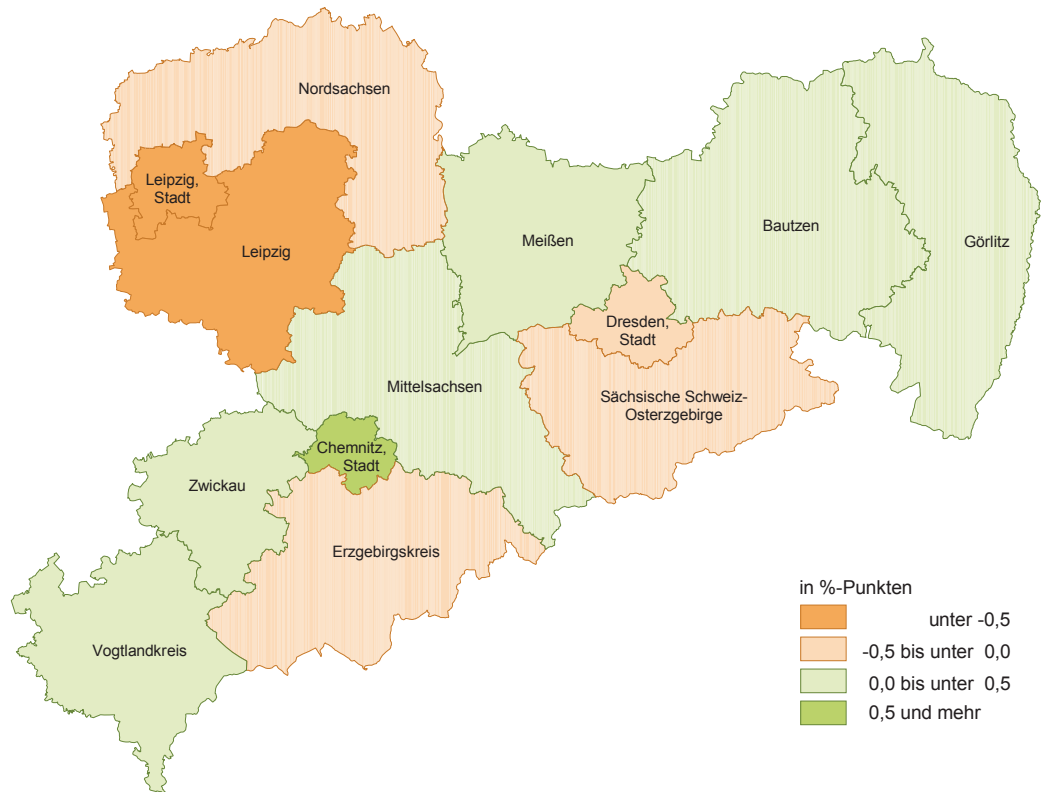 Nordsachsen
Leipzig,
Stadt
Leipzig
Meißen
Bautzen
Görlitz
Dresden,
Stadt
Mittelsachsen
Sächsische Schweiz-
Osterzgebirge
Chemnitz,
Stadt
Zwickau
Erzgebirgskreis
Vogtlandkreis
in %-Punkten
unter -0,5
-0,5 bis unter 0,0
0,0 bis unter 0,5
0,5 und mehr